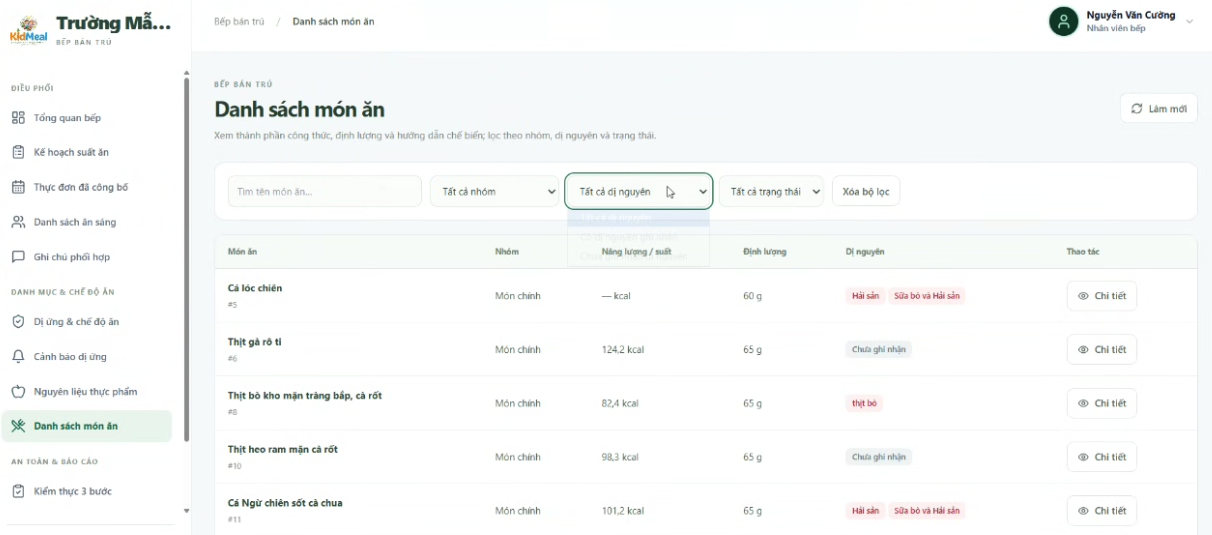 KidMeal
Trường Mẫ...
BẾP BÁN TRÚ
Bếp bán trú / Danh sách món ăn
Nguyễn Văn Cường
Nhân viên bếp
ĐIỀU PHỐI
Tổng quan bếp
Kế hoạch suất ăn
Thực đơn đã công bố
Danh sách ăn sáng
Ghi chú phối hợp
DANH MỤC & CHẾ ĐỘ ĂN
Dị ứng & chế độ ăn
Cảnh báo dị ứng
Nguyên liệu thực phẩm
Danh sách món ăn
AN TOÀN & BÁO CÁO
Kiểm thực 3 bước
BẾP BÁN TRÚ
Danh sách món ăn
Xem thành phần công thức, định lượng và hướng dẫn chế biến; lọc theo nhóm, dị nguyên và trạng thái.
Làm mới
Tìm tên món ăn...
Tất cả nhóm
Tất cả dị nguyên
Tất cả trạng thái
Xóa bộ lọc
Tất cả dị nguyên
Món ăn Nhóm Năng lượng / suất Định lượng Dị nguyên Thao tác
Cá lóc chiên
#5
Món chính — kcal 60 g Hải sản Sữa bò và Hải sản Chi tiết
Thịt gà rô ti
#6
Món chính 124,2 kcal 65 g Chưa ghi nhận Chi tiết
Thịt bò kho mặn trăng bắp, cà rốt
#8
Món chính 82,4 kcal 65 g thịt bò Chi tiết
Thịt heo ram mặn cà rốt
#10
Món chính 98,3 kcal 65 g Chưa ghi nhận Chi tiết
Cá Ngừ chiên sốt cà chua
#11
Món chính 101,2 kcal 65 g Hải sản Sữa bò và Hải sản Chi tiết